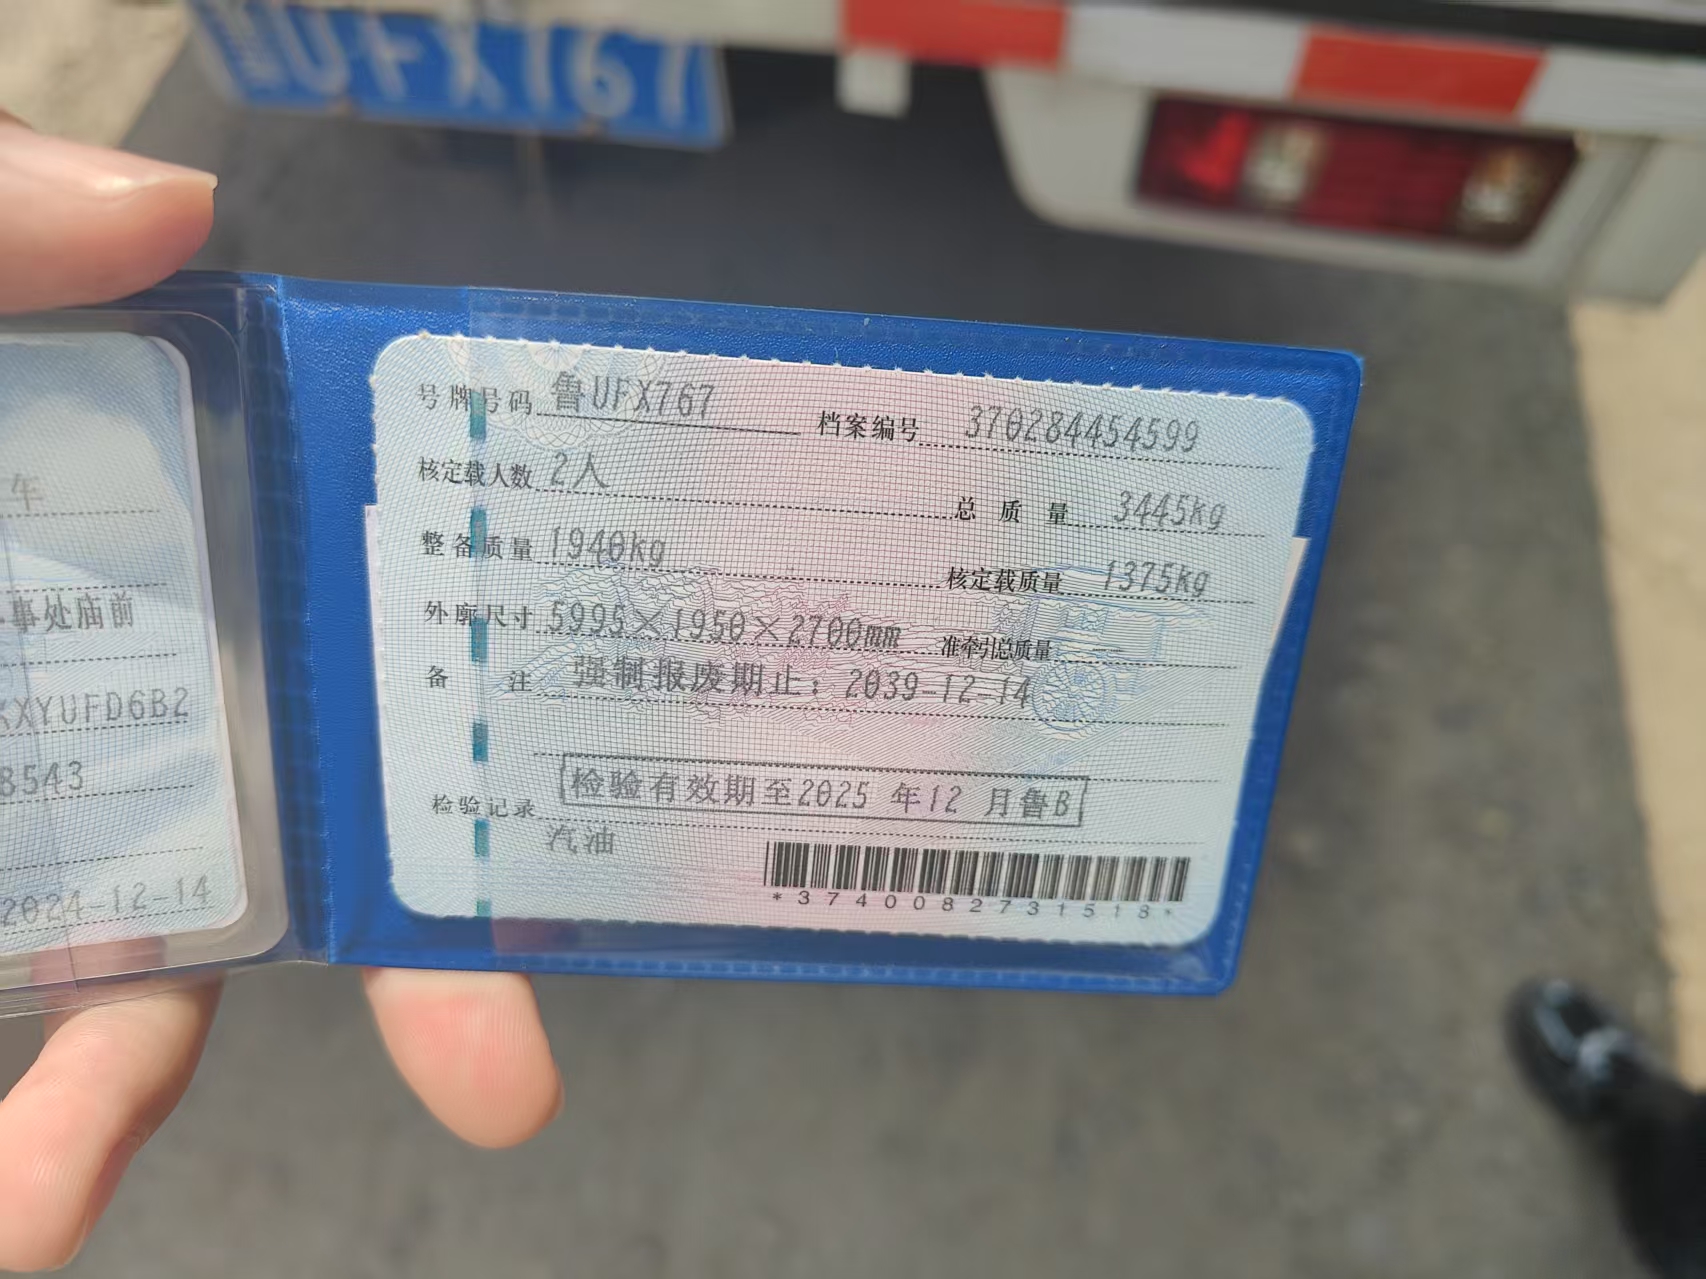 UFX767
号牌号码 鲁UFX767 档案编号 370284454599
核定载人数 2人 总质量 3445kg
整备质量 1940kg 核定载质量 1375kg
外廓尺寸 5995×1950×2700mm 准牵引总质量 --
备注 强制报废期止：2039-12-14
检验记录 检验有效期至2025 年12 月鲁B
汽油
*3740082731513*
车
事处庙前
XYUFD6B2
8543
2024-12-14